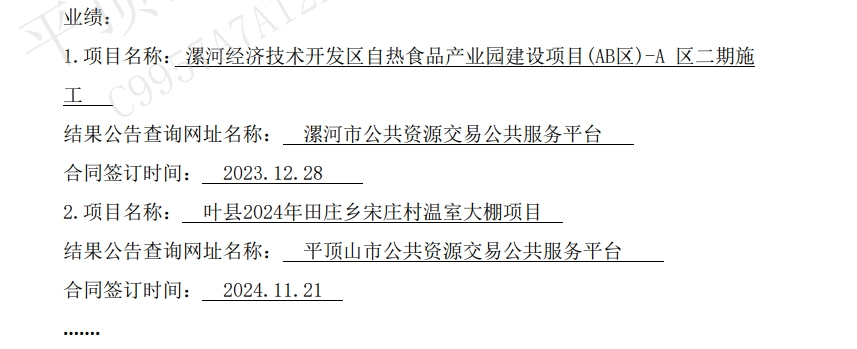 业绩：
1.项目名称：漯河经济技术开发区自热食品产业园建设项目(AB区)-A 区二期施
工
结果公告查询网址名称：漯河市公共资源交易公共服务平台
合同签订时间：2023.12.28
2.项目名称：叶县2024年田庄乡宋庄村温室大棚项目
结果公告查询网址名称：平顶山市公共资源交易公共服务平台
合同签订时间：2024.11.21
.......